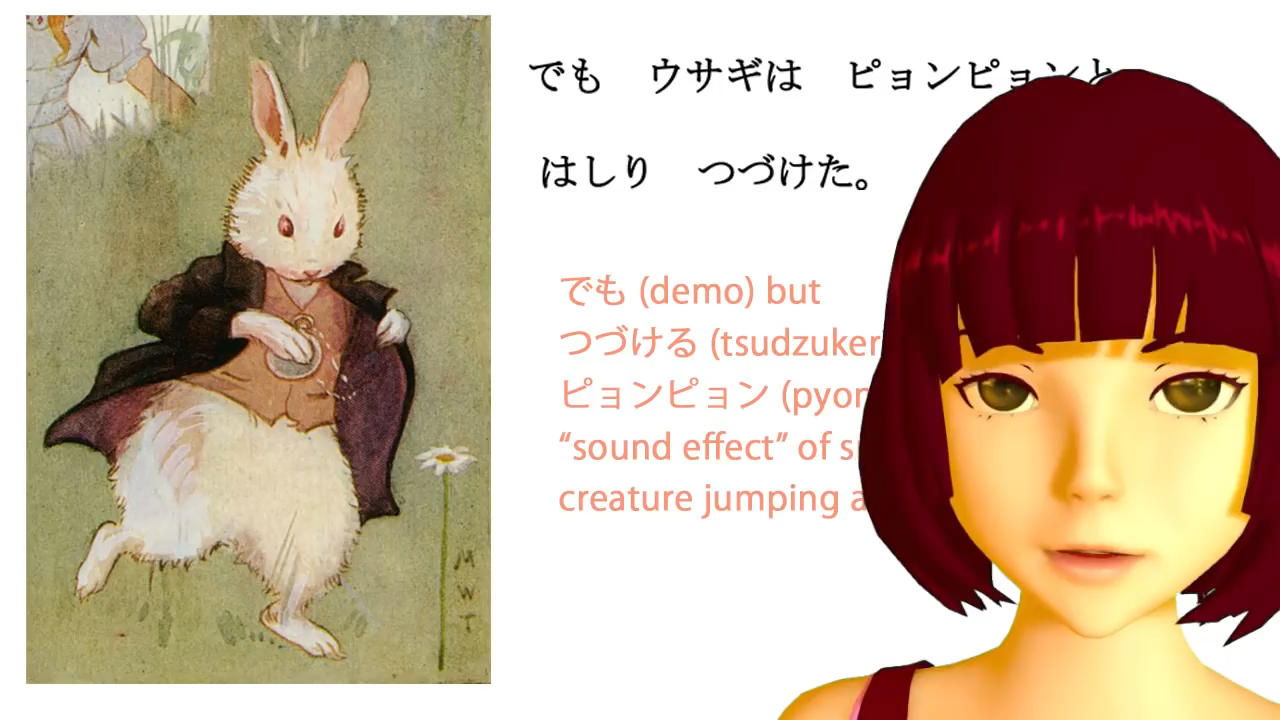 でも　ウサギは　ピョンピョンと
はしり　つづけた。
でも (demo) but
つづける
ピョンピョン
“sound effect” of
creature jumping
M
W
T